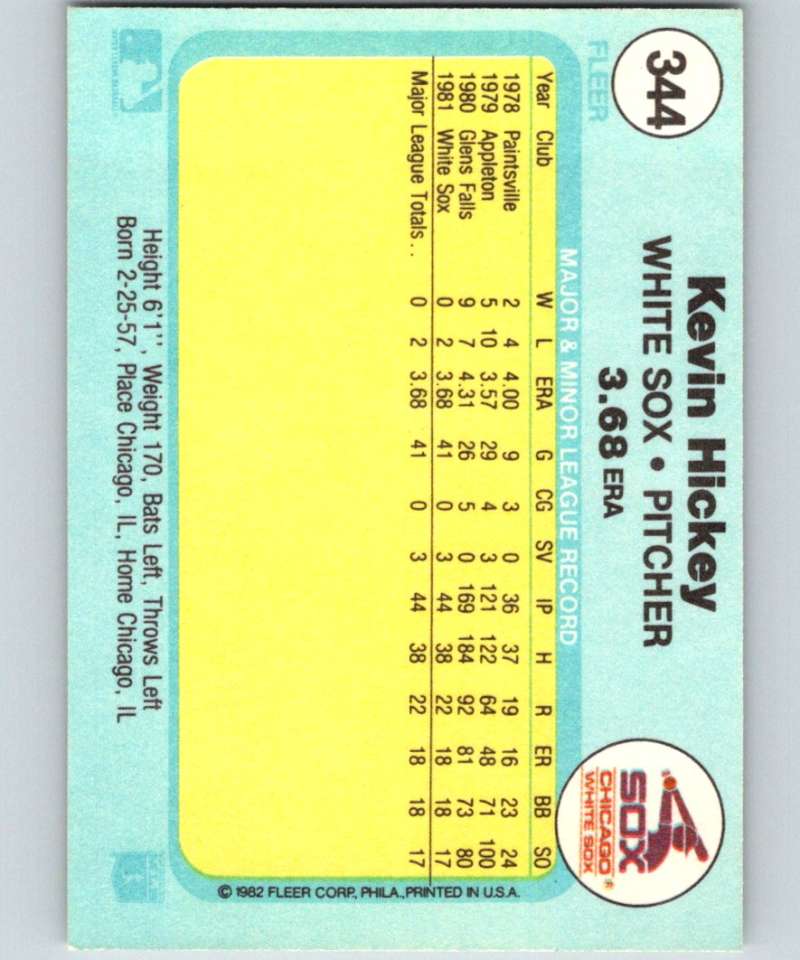 344
Kevin Hickey
WHITE SOX • PITCHER
3.68 ERA
SOX
CHICAGO
WHITE SOX
®
FLEER
MAJOR & MINOR LEAGUE RECORD
Year Club W L ERA G CG SV IP H R ER BB SO
1978 Paintsville 2 4 4.00 9 3 0 36 37 19 16 23 24
1979 Appleton 5 10 3.57 29 4 3 121 122 64 48 71 100
1980 Glens Falls 9 7 4.31 26 5 0 169 184 92 81 73 80
1981 White Sox 0 2 3.68 41 0 3 44 38 22 18 18 17
Major League Totals . . 0 2 3.68 41 0 3 44 38 22 18 18 17
© 1982 FLEER CORP., PHILA., PRINTED IN U.S.A.
Height 6'1'', Weight 170, Bats Left, Throws Left
Born 2-25-57, Place Chicago, IL, Home Chicago, IL